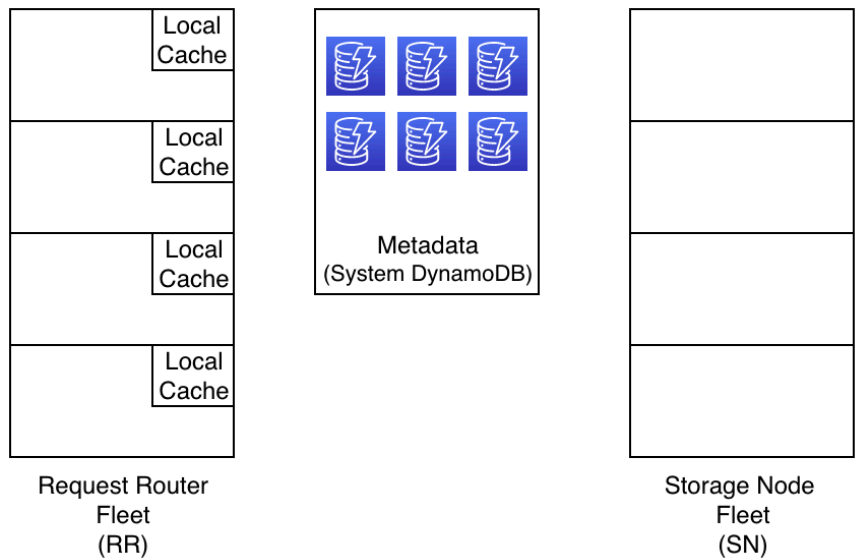 Local
Cache
Local
Cache
Local
Cache
Local
Cache
Request Router
Fleet
(RR)
Metadata
(System DynamoDB)
Storage Node
Fleet
(SN)